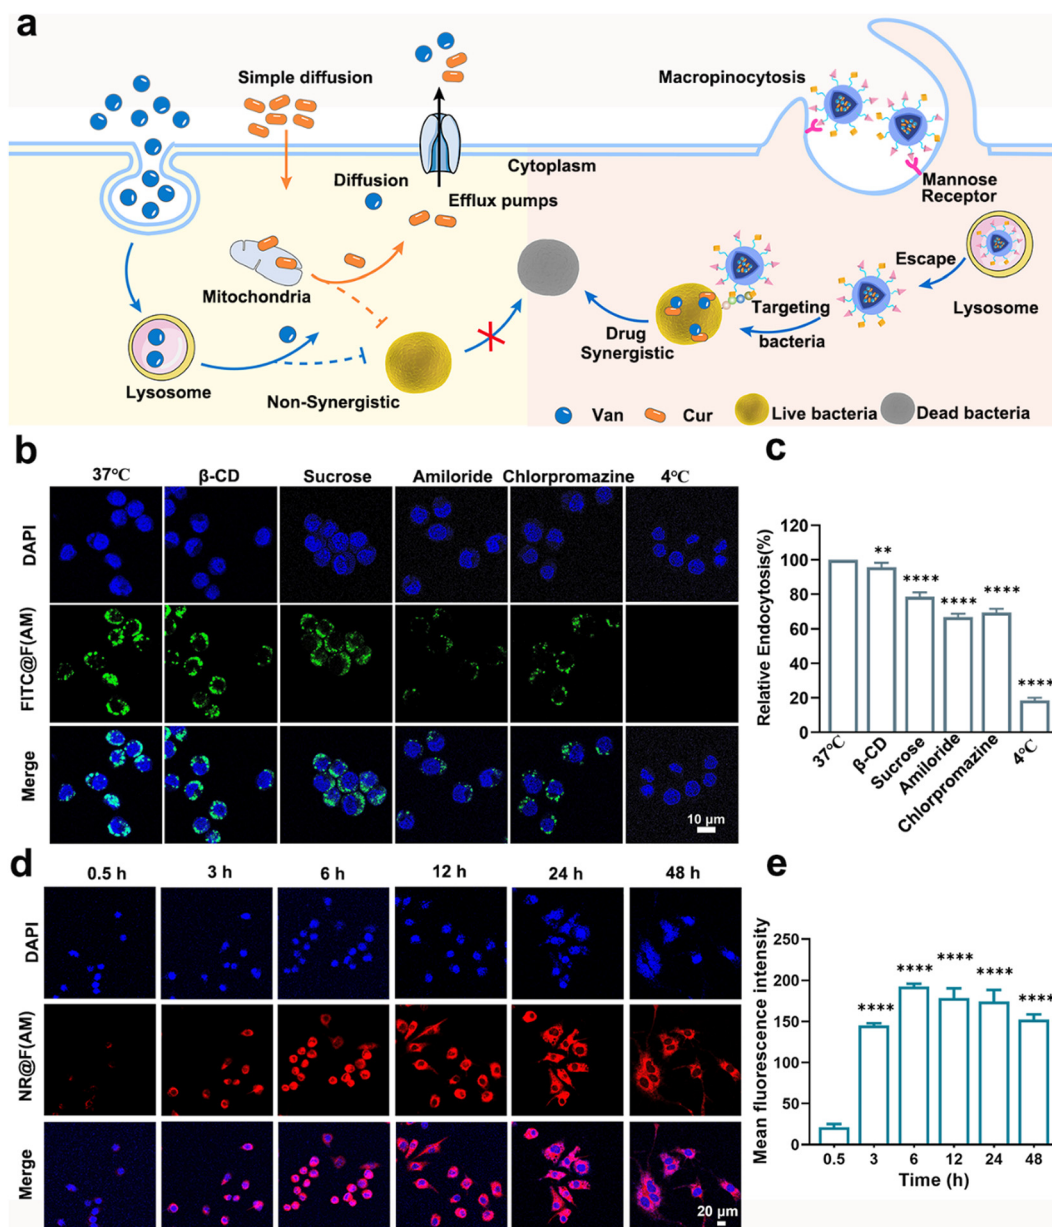 a
Simple diffusion
Macropinocytosis
Cytoplasm
Diffusion
Efflux pumps
Mannose
Receptor
Mitochondria
Escape
Lysosome
Targeting
bacteria
Drug
Synergistic
Lysosome
Non-Synergistic
Van
Cur
Live bacteria
Dead bacteria
b
37℃
β-CD
Sucrose
Amiloride
Chlorpromazine
4℃
DAPI
FITC@F(AM)
Merge
10 μm
c
Relative Endocytosis(%)
120
100
80
60
40
20
0
**
****
****
****
****
37℃
β-CD
Sucrose
Amiloride
Chlorpromazine
4℃
d
0.5 h
3 h
6 h
12 h
24 h
48 h
DAPI
NR@F(AM)
Merge
20 μm
e
Mean fluorescence intensity
250
200
150
100
50
0
****
****
****
****
****
0.5
3
6
12
24
48
Time (h)